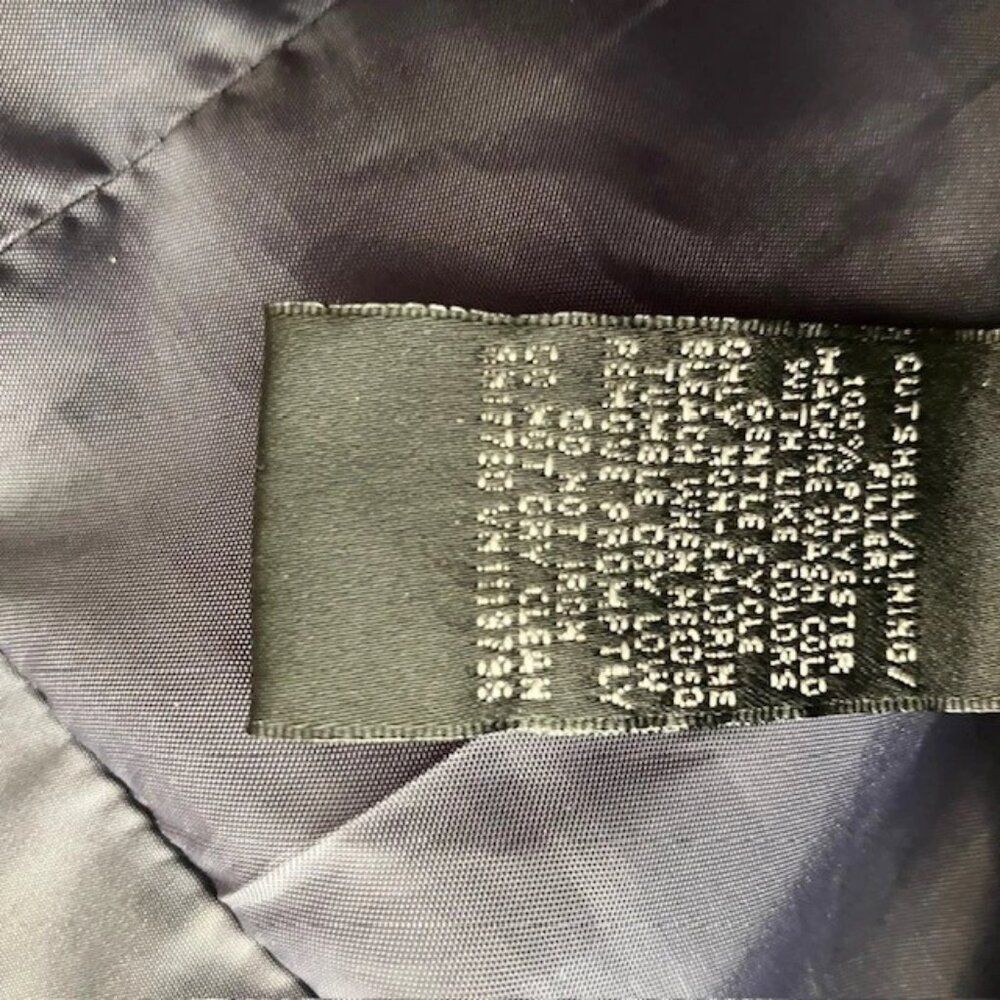 OUTSHELL/LINING/
FILLER:
100% POLYESTER
MACHINE WASH COLD
WITH LIKE COLORS
GENTLE CYCLE
ONLY NON-CHLORINE
BLEACH WHEN NEEDED
TUMBLE DRY LOW
REMOVE PROMPTLY
DO NOT IRON
DO NOT DRY CLEAN